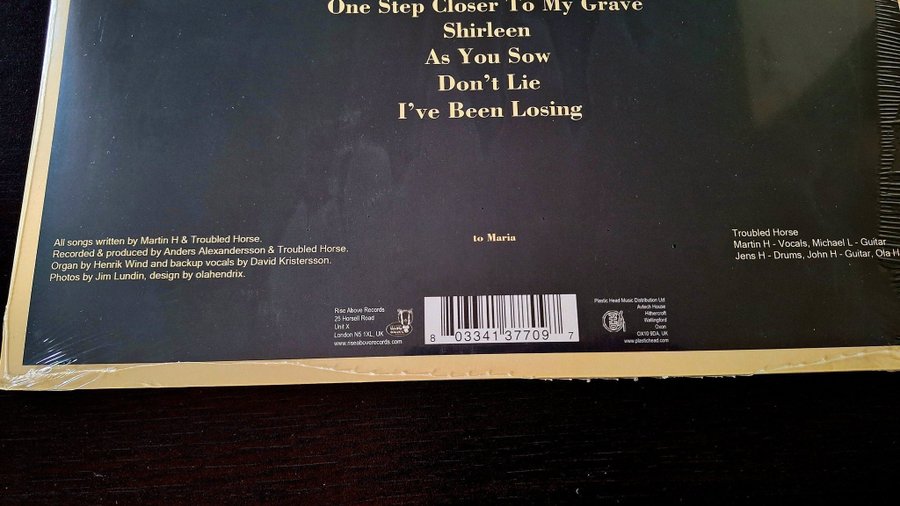 One Step Closer To My Grave
Shirleen
As You Sow
Don't Lie
I've Been Losing
All songs written by Martin H & Troubled Horse.
Recorded & produced by Anders Alexandersson & Troubled Horse.
Organ by Henrik Wind and backup vocals by David Kristersson.
Photos by Jim Lundin, design by olahendrix.
to Maria
Troubled Horse
Martin H - Vocals, Michael L - Guitar
Jens H - Drums, John H - Guitar, Ola H
Rise Above Records
25 Horsell Road
Unit X
London N5 1XL, UK
www.riseaboverecords.com
8 03341 37709 7
Plastic Head Music Distribution Ltd
Avtech House
Hithercroft
Wallingford
Oxon
OX10 9DA, UK
www.plastichead.com